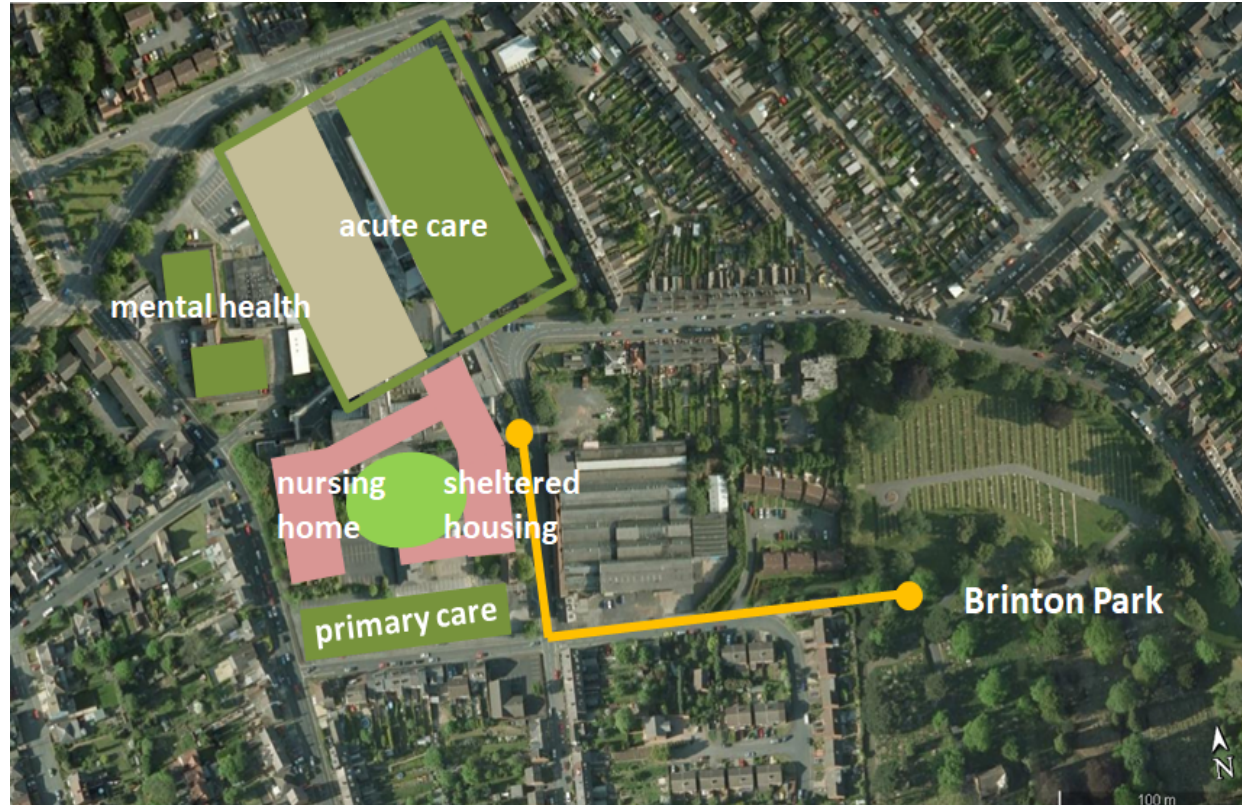 acute care
mental health
nursing
home
sheltered
housing
primary care
Brinton Park
N
100 m